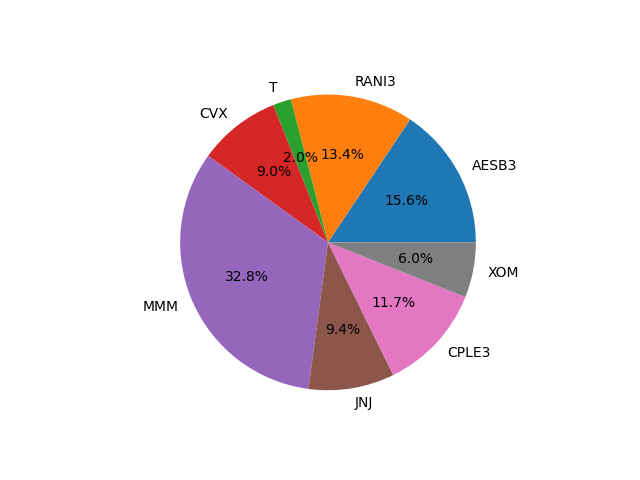 T
RANI3
CVX
AESB3
13.4%
2.0%
9.0%
15.6%
6.0%
XOM
32.8%
11.7%
MMM
9.4%
CPLE3
JNJ